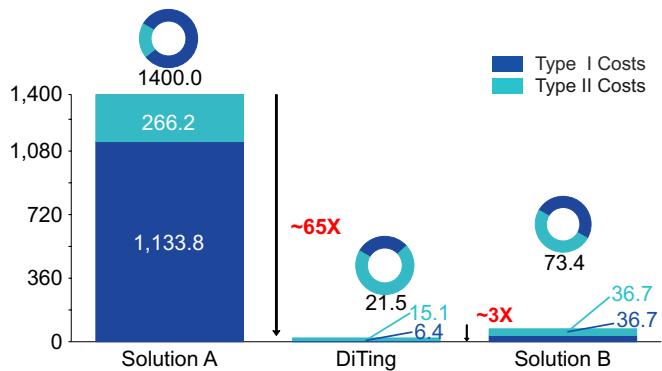 1400.0
Type I Costs
Type II Costs
1,400
266.2
1,080
720
1,133.8
~65X
73.4
360
21.5
15.1
6.4
~3X
36.7
36.7
0
Solution A
DiTing
Solution B